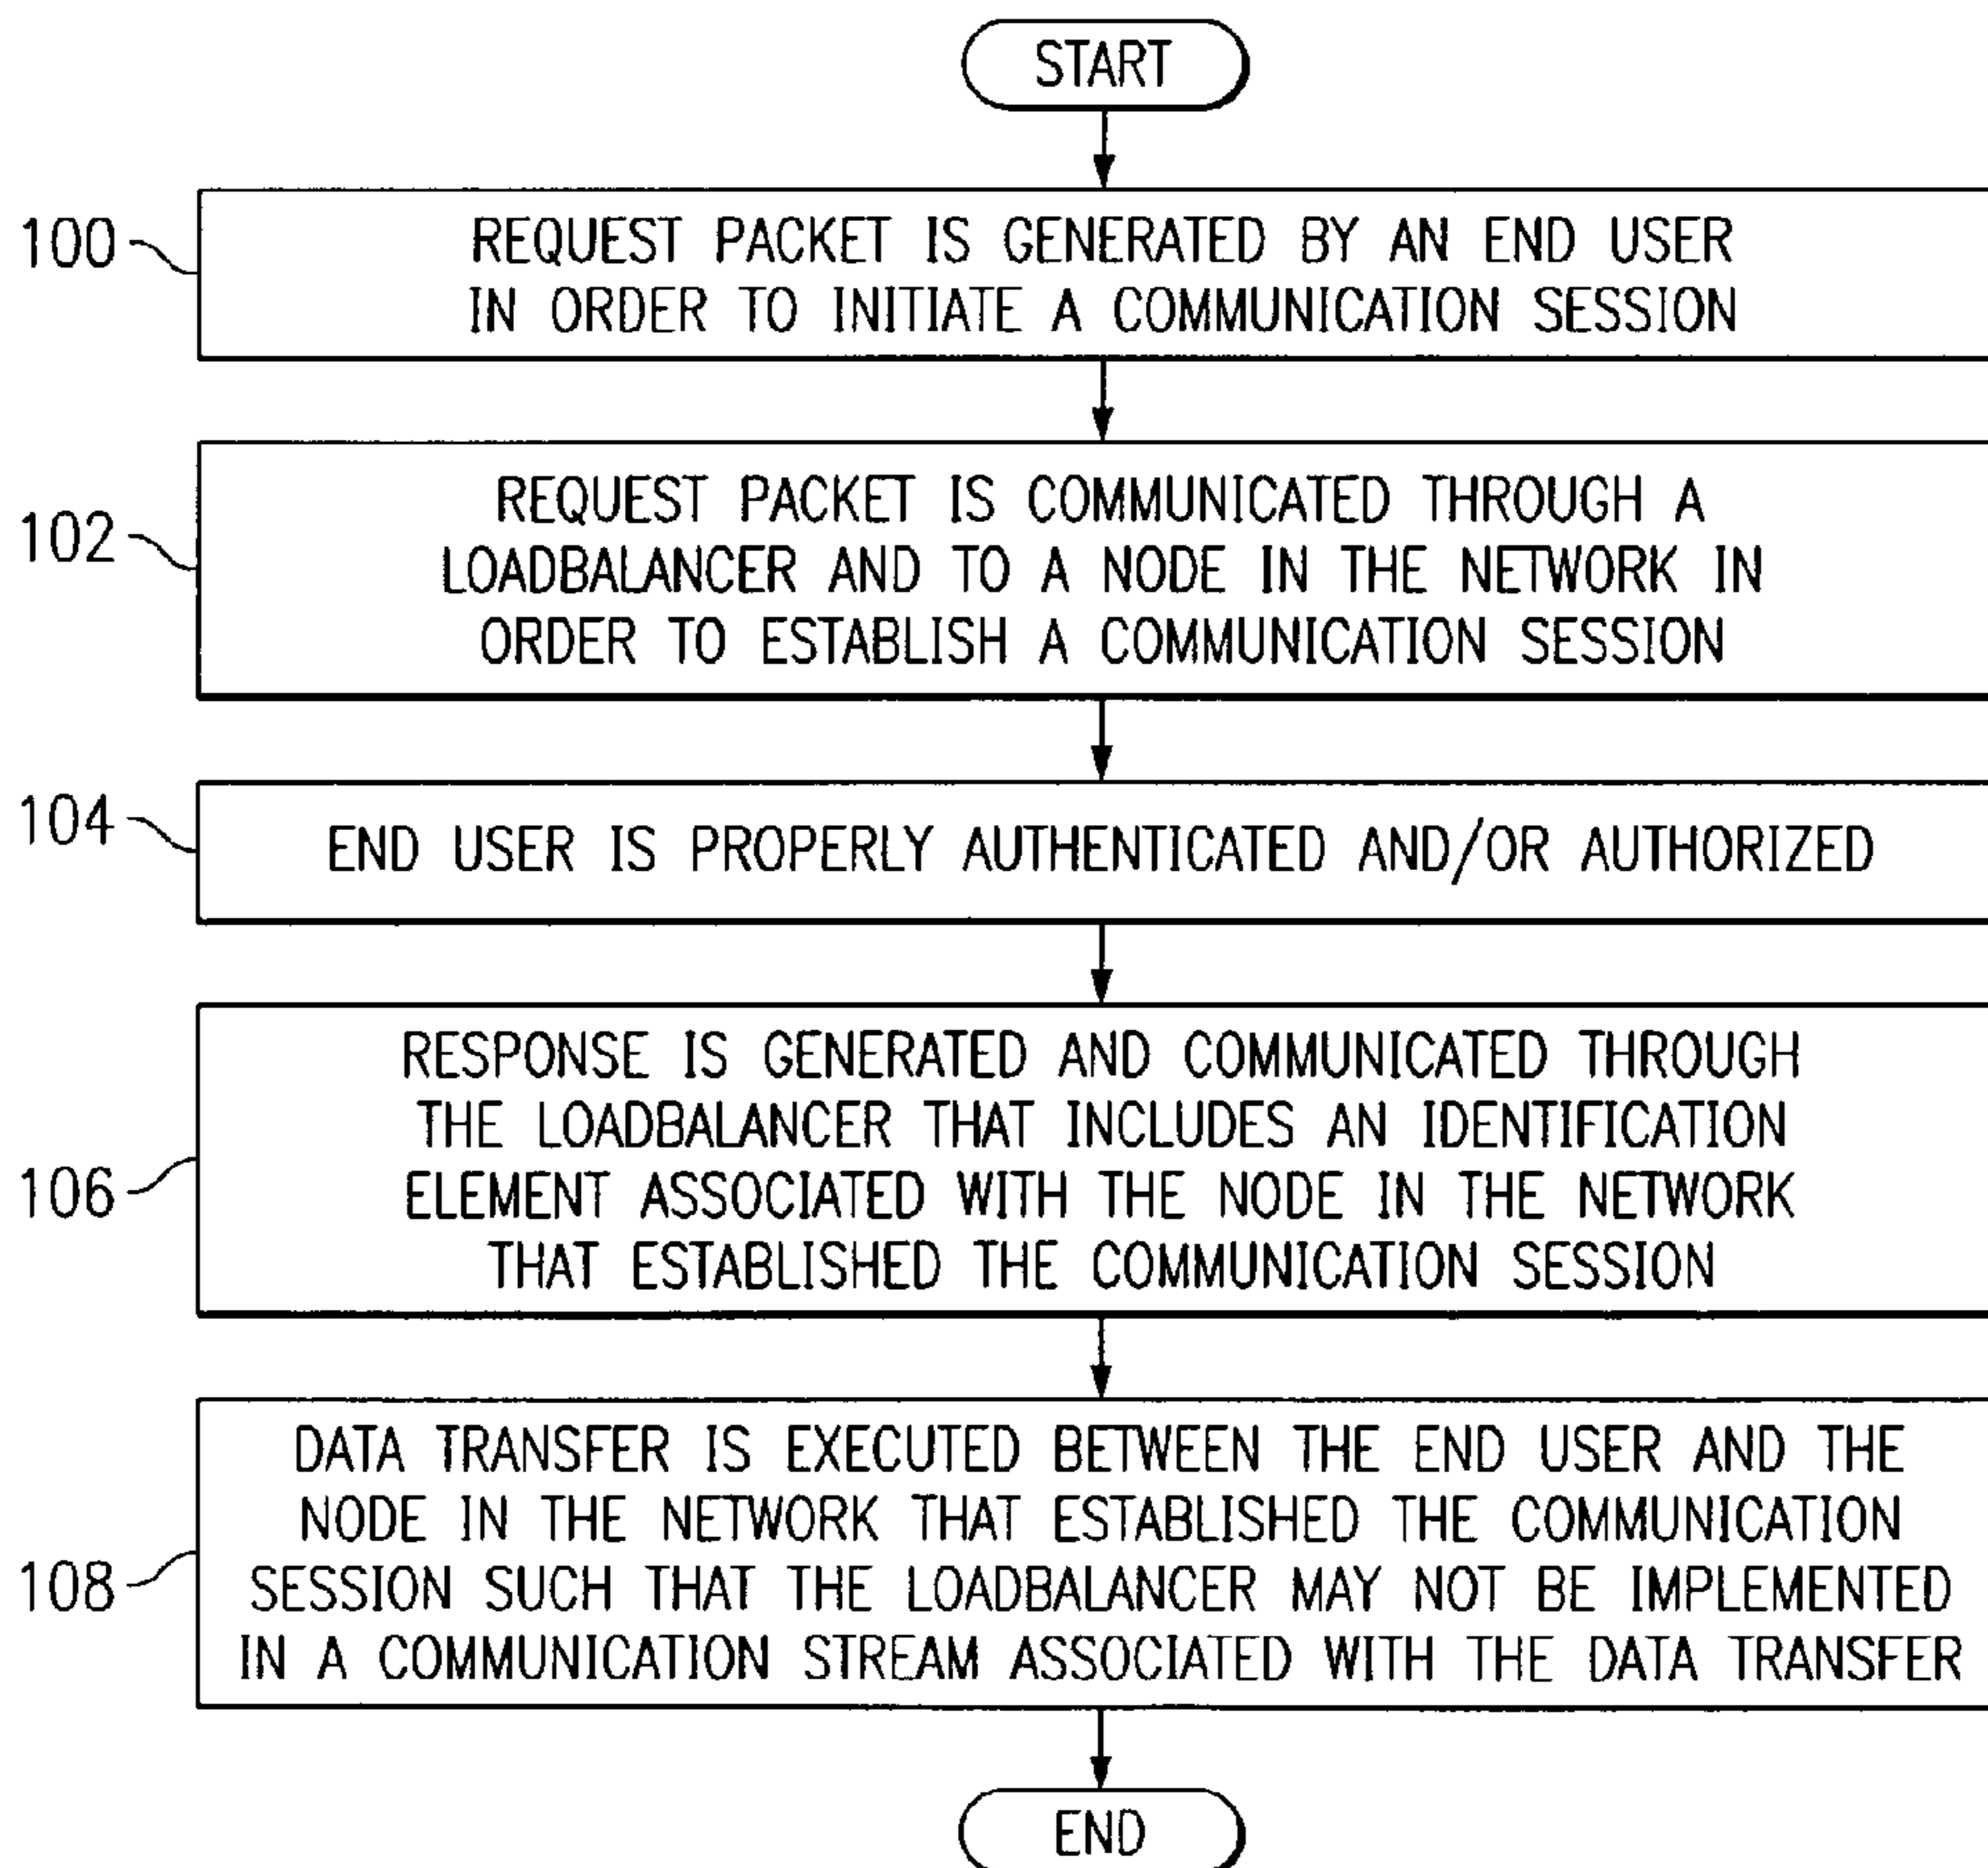 START
100
REQUEST PACKET IS GENERATED BY AN END USER
IN ORDER TO INITIATE A COMMUNICATION SESSION
102
REQUEST PACKET IS COMMUNICATED THROUGH A
LOADBALANCER AND TO A NODE IN THE NETWORK IN
ORDER TO ESTABLISH A COMMUNICATION SESSION
104
END USER IS PROPERLY AUTHENTICATED AND/OR AUTHORIZED
106
RESPONSE IS GENERATED AND COMMUNICATED THROUGH
THE LOADBALANCER THAT INCLUDES AN IDENTIFICATION
ELEMENT ASSOCIATED WITH THE NODE IN THE NETWORK
THAT ESTABLISHED THE COMMUNICATION SESSION
108
DATA TRANSFER IS EXECUTED BETWEEN THE END USER AND THE
NODE IN THE NETWORK THAT ESTABLISHED THE COMMUNICATION
SESSION SUCH THAT THE LOADBALANCER MAY NOT BE IMPLEMENTED
IN A COMMUNICATION STREAM ASSOCIATED WITH THE DATA TRANSFER
END